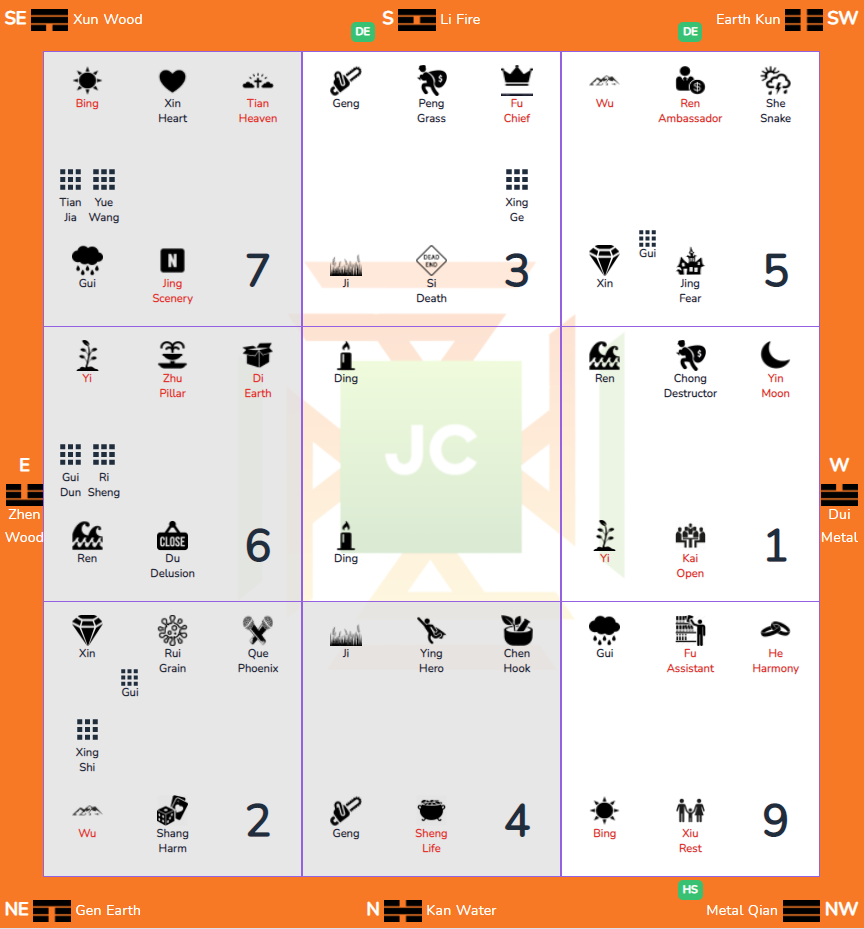 SE Xun Wood
S Li Fire
Earth Kun SW
DE
DE
Bing
Xin
Heart
Tian
Heaven
Geng
Peng
Grass
Fu
Chief
Wu
Ren
Ambassador
She
Snake
Tian
Jia
Yue
Wang
Xing
Ge
Gui
Gui
N
Jing
Scenery
7
Ji
DEAD
END
Si
Death
3
Xin
Jing
Fear
5
Yi
Zhu
Pillar
Di
Earth
Ding
Ren
Chong
Destructor
Yin
Moon
JC
E
Zhen
Wood
Gui
Dun
Ri
Sheng
W
Dui
Metal
Ren
CLOSE
Du
Delusion
6
Ding
Yi
Kai
Open
1
Xin
Rui
Grain
Que
Phoenix
Ji
Ying
Hero
Chen
Hook
Gui
Fu
Assistant
He
Harmony
Gui
Xing
Shi
Wu
Shang
Harm
2
Geng
Sheng
Life
4
Bing
Xiu
Rest
9
HS
NE Gen Earth
N Kan Water
Metal Qian NW